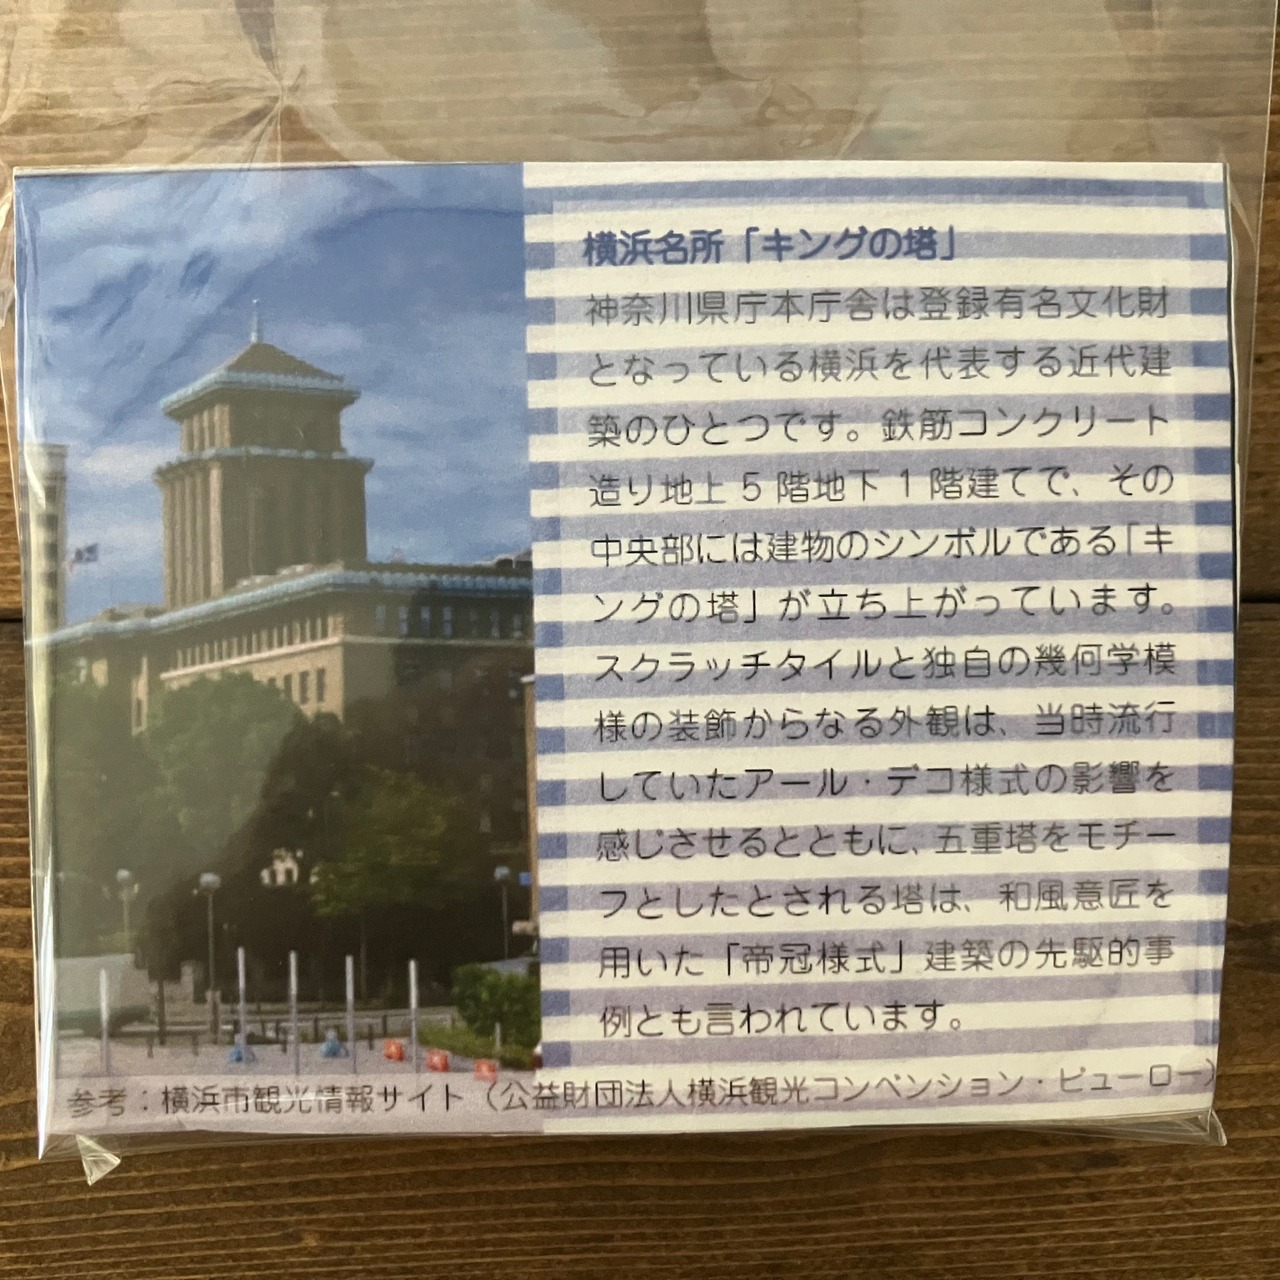 横浜名所「キングの塔」
神奈川県庁本庁舎は登録有名文化財
となっている横浜を代表する近代建
築のひとつです。鉄筋コンクリート
造り地上 5 階地下 1 階建てで、その
中央部には建物のシンボルである「キ
ングの塔」が立ち上がっています。
スクラッチタイルと独自の幾何学模
様の装飾からなる外観は、当時流行
していたアール・デコ様式の影響を
感じさせるとともに、五重塔をモチー
フとしたとされる塔は、和風意匠を
用いた「帝冠様式」建築の先駆的事
例とも言われています。
参考：横浜市観光情報サイト（公益財団法人横浜観光コンベンション・ビューロー）